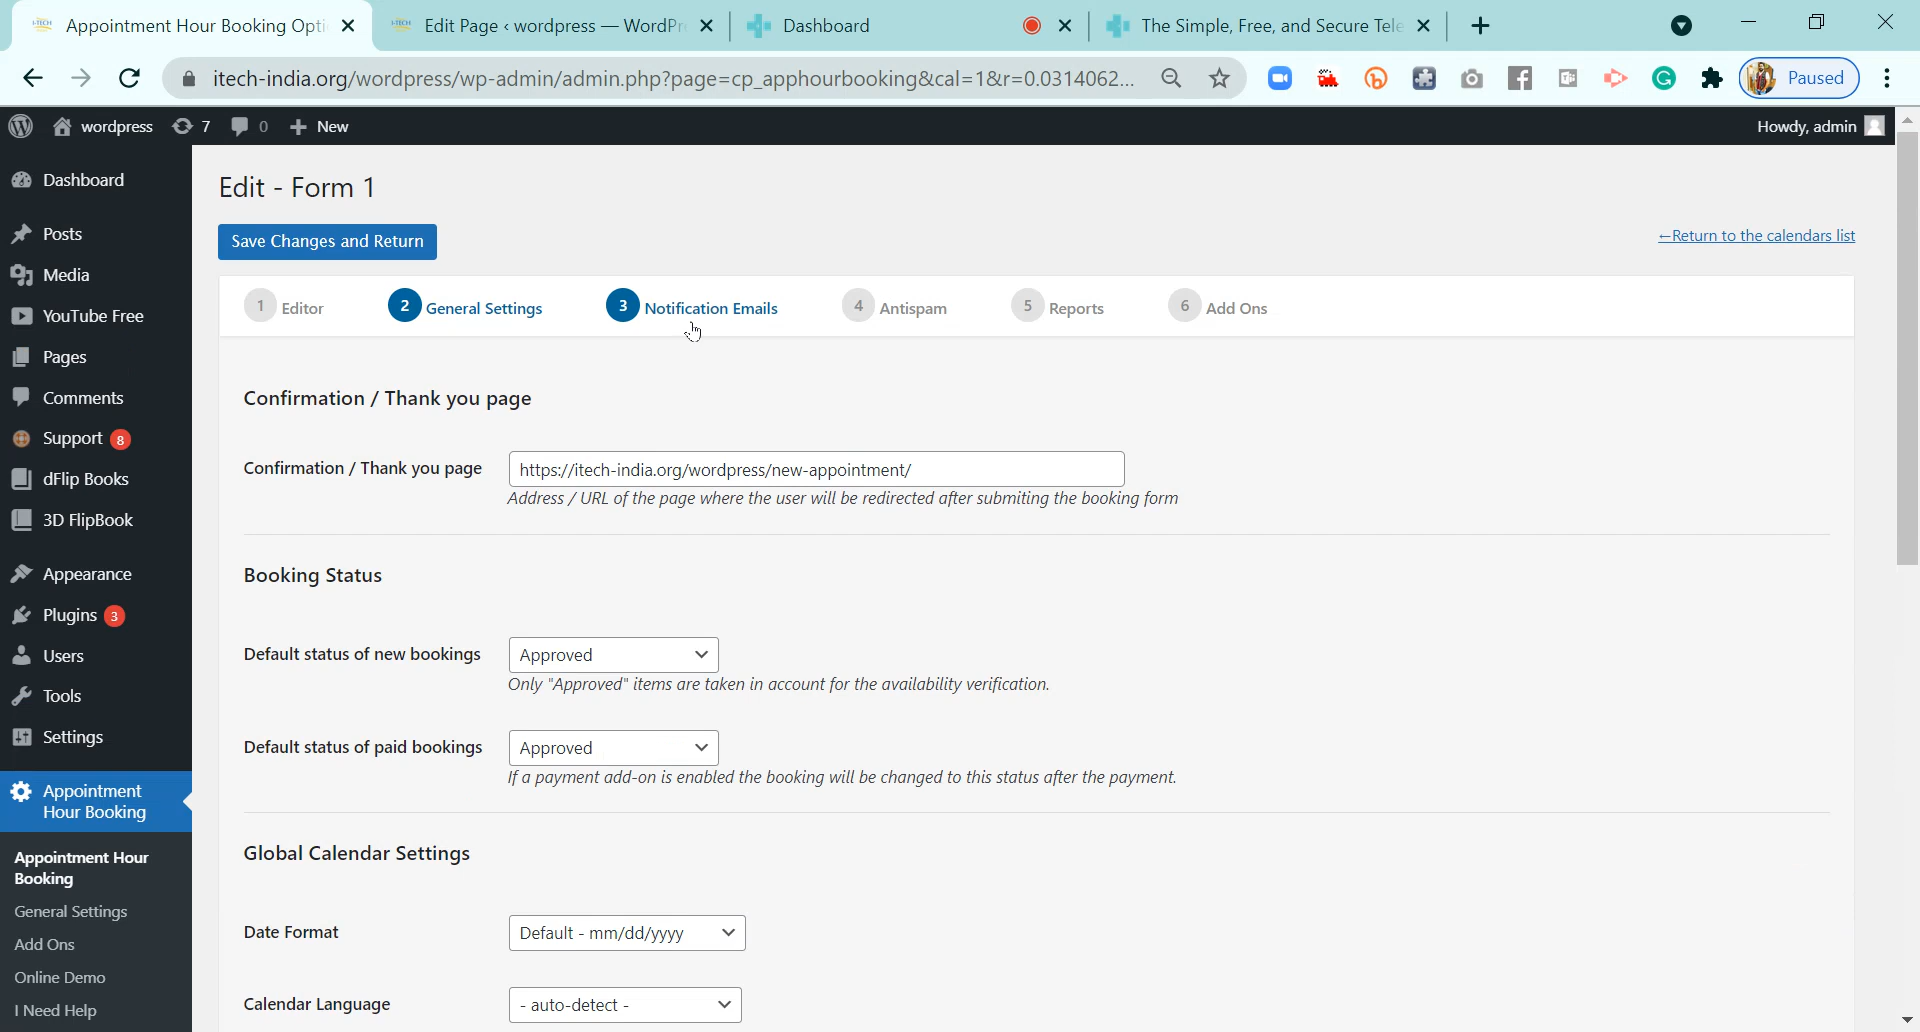 Appointment Hour Booking Opti
Edit Page ‹ wordpress — WordPr
Dashboard
The Simple, Free, and Secure Tele
itech-india.org/wordpress/wp-admin/admin.php?page=cp_apphourbooking&cal=1&r=0.0314062...
Paused
wordpress
7
0
New
Howdy, admin
Dashboard
Posts
Media
YouTube Free
Pages
Comments
Support 8
dFlip Books
3D FlipBook
Appearance
Plugins 3
Users
Tools
Settings
Appointment
Hour Booking
Appointment Hour
Booking
General Settings
Add Ons
Online Demo
I Need Help
Edit - Form 1
Save Changes and Return
←Return to the calendars list
1 Editor
2 General Settings
3 Notification Emails
4 Antispam
5 Reports
6 Add Ons
Confirmation / Thank you page
Confirmation / Thank you page
https://itech-india.org/wordpress/new-appointment/
Address / URL of the page where the user will be redirected after submiting the booking form
Booking Status
Default status of new bookings
Approved
Only "Approved" items are taken in account for the availability verification.
Default status of paid bookings
Approved
If a payment add-on is enabled the booking will be changed to this status after the payment.
Global Calendar Settings
Date Format
Default - mm/dd/yyyy
Calendar Language
- auto-detect -